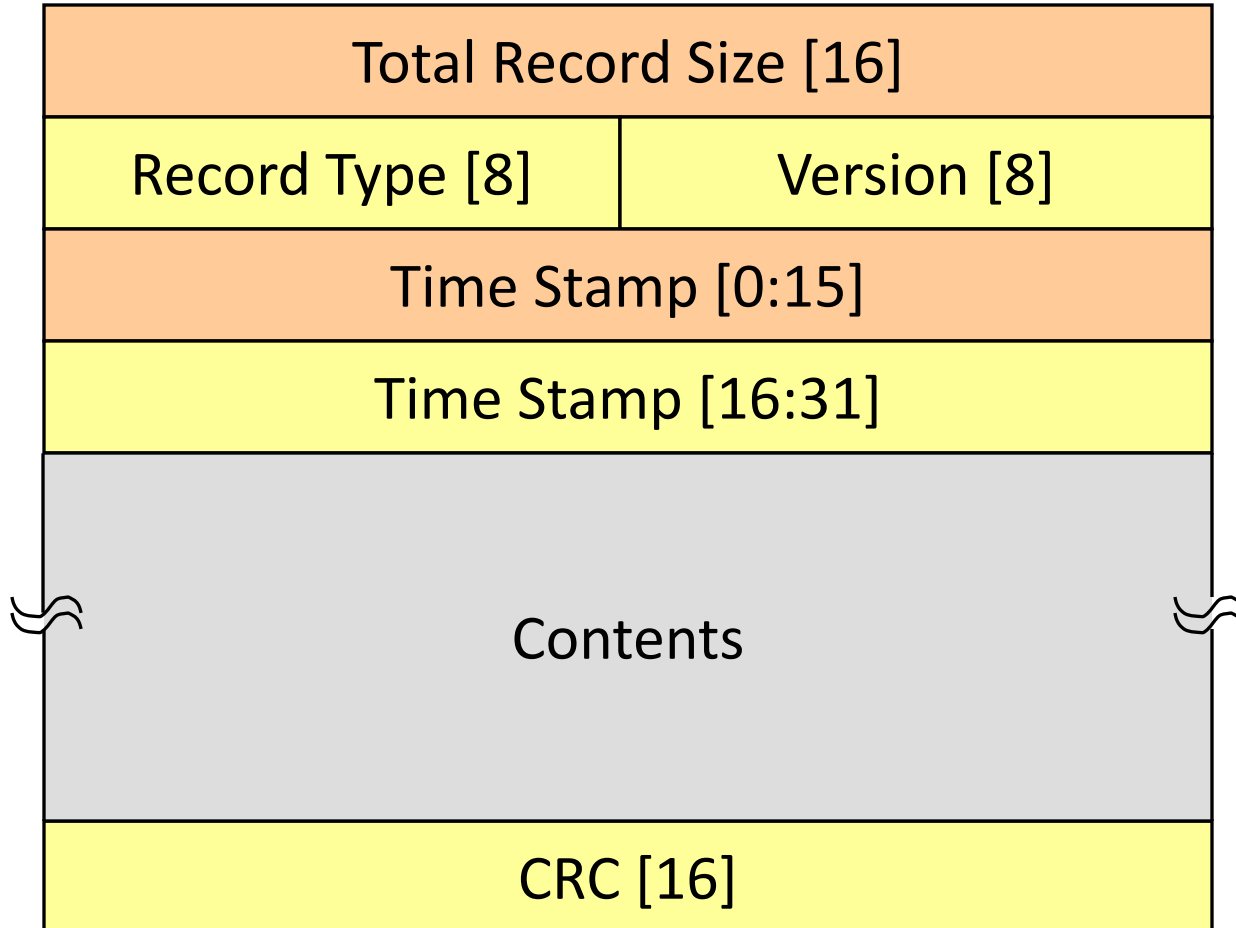 Total Record Size [16]
Record Type [8] Version [8]
Time Stamp [0:15]
Time Stamp [16:31]
Contents
CRC [16]